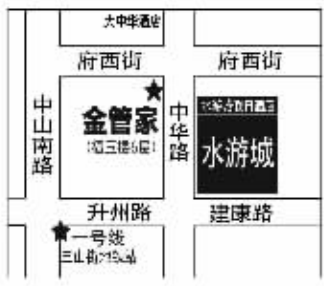 大中华酒店
府西街
府西街
中山南路
金管家
中华路
水游城
升州路
建康路
一号线